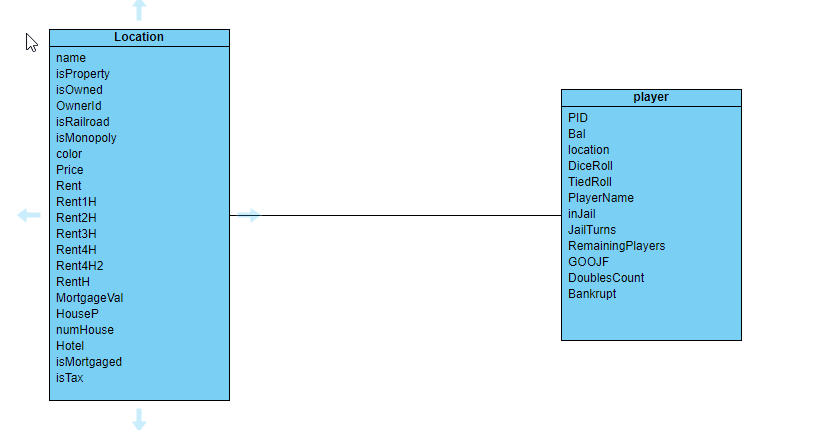 Location
name
isProperty
isOwned
OwnerId
isRailroad
isMonopoly
color
Price
Rent
Rent1H
Rent2H
Rent3H
Rent4H
Rent4H2
RentH
MortgageVal
HouseP
numHouse
Hotel
isMortgaged
isTax
player
PID
Bal
location
DiceRoll
TiedRoll
PlayerName
inJail
JailTurns
RemainingPlayers
GOOJF
DoublesCount
Bankrupt